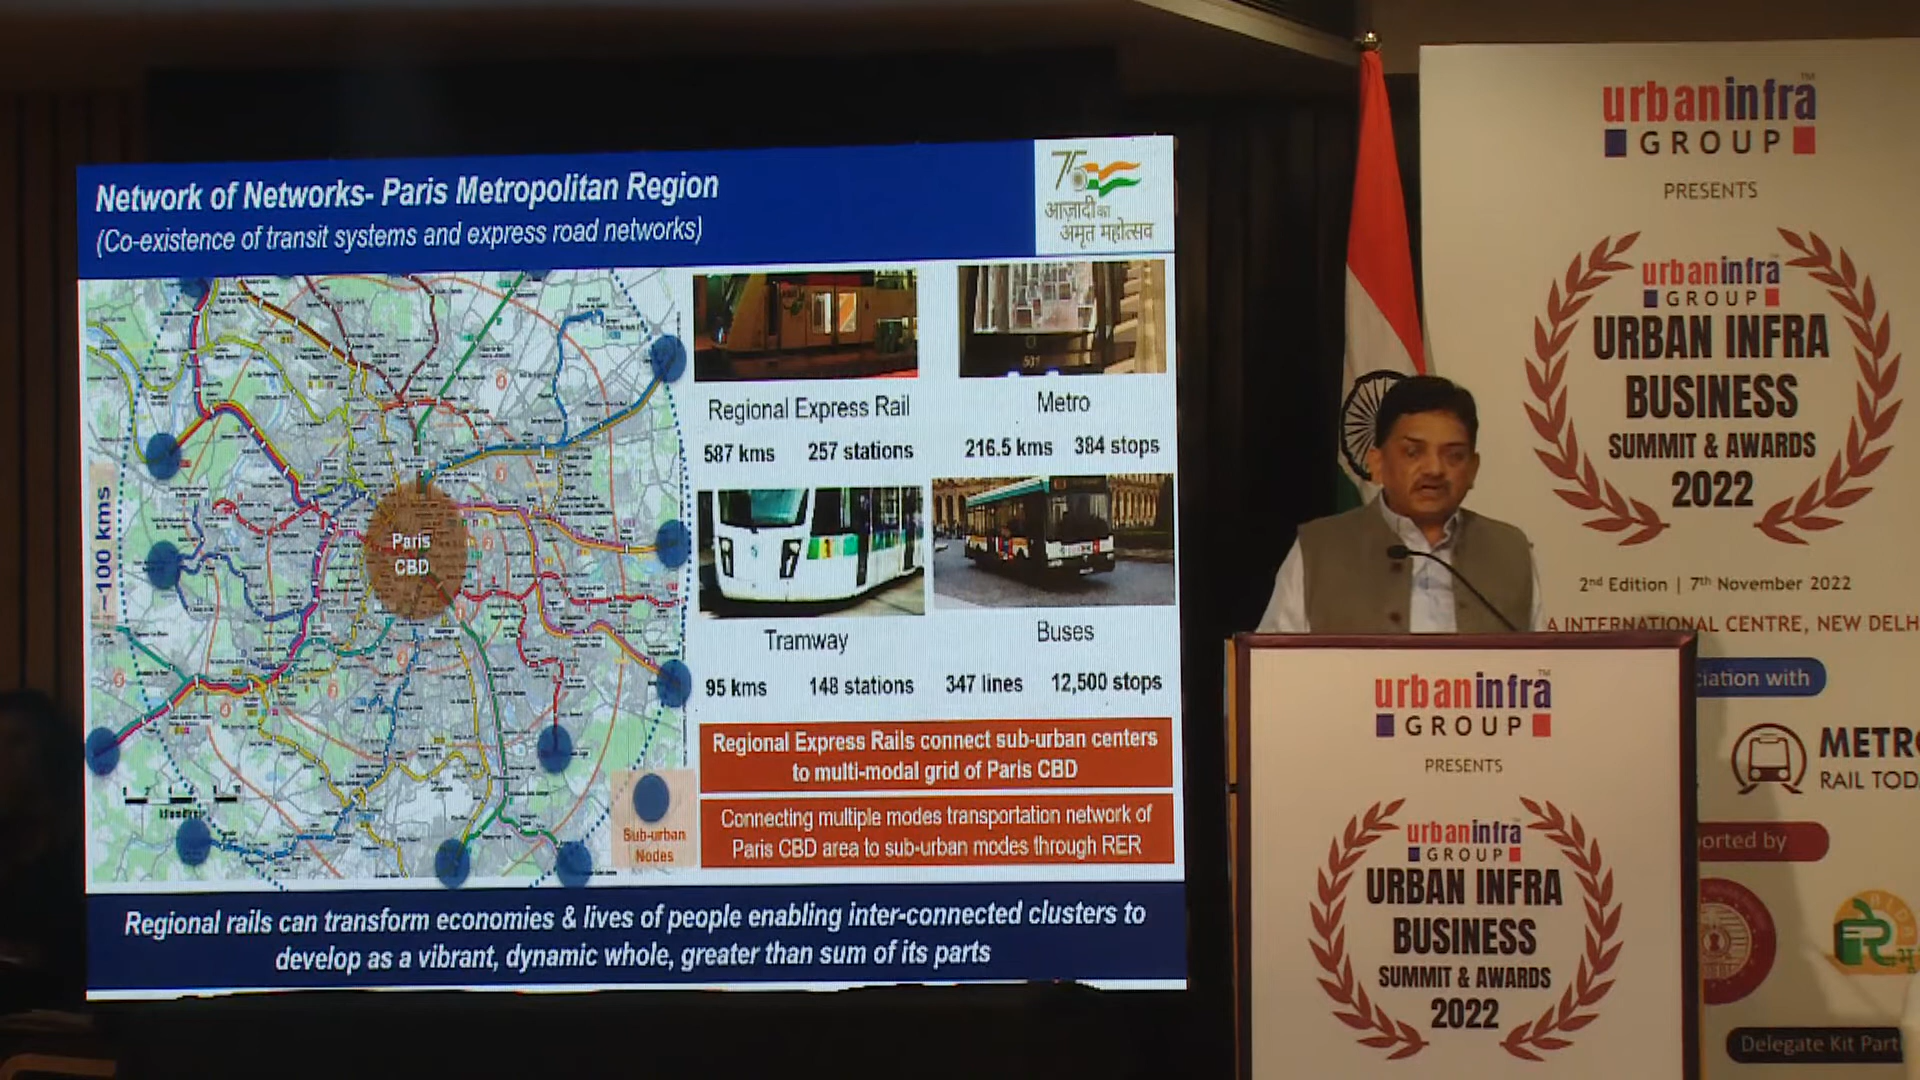 Network of Networks- Paris Metropolitan Region
(Co-existence of transit systems and express road networks)
75
आज़ादी का
अमृत महोत्सव
~100 kms
Paris
CBD
Sub-urban
Nodes
Regional Express Rail
587 kms 257 stations
Metro
216.5 kms 384 stops
Tramway
95 kms 148 stations
Buses
347 lines 12,500 stops
Regional Express Rails connect sub-urban centers
to multi-modal grid of Paris CBD
Connecting multiple modes transportation network of
Paris CBD area to sub-urban modes through RER
Regional rails can transform economies & lives of people enabling inter-connected clusters to
develop as a vibrant, dynamic whole, greater than sum of its parts
urbaninfra TM
GROUP
PRESENTS
urbaninfra
GROUP
URBAN INFRA
BUSINESS
SUMMIT & AWARDS
2022
2nd Edition | 7th November 2022
A INTERNATIONAL CENTRE, NEW DELH
ciation with
METR
RAIL TOD
orted by
Delegate Kit Part
urbaninfra TM
GROUP
PRESENTS
urbaninfra
GROUP
URBAN INFRA
BUSINESS
SUMMIT & AWARDS
2022